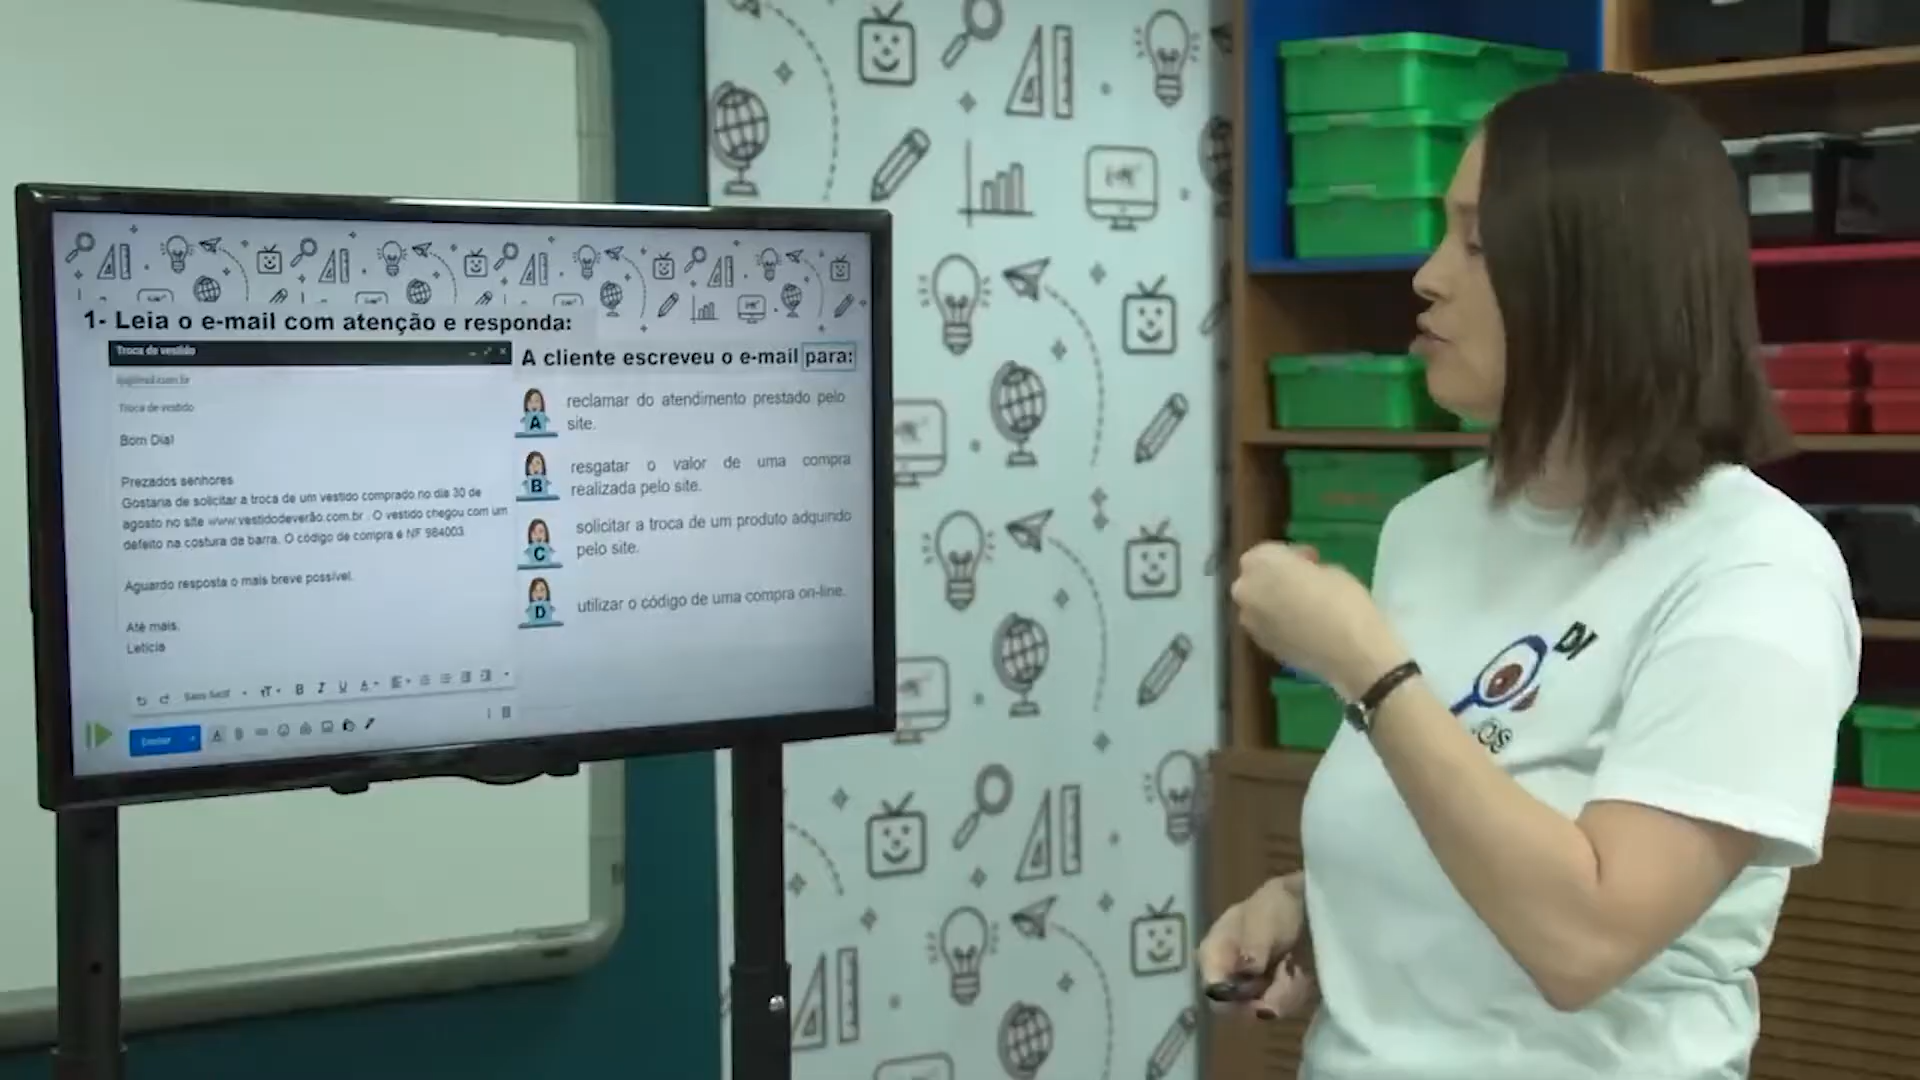 1- Leia o e-mail com atenção e responda:
Troca de vestido
Troca de vestido
Bom Dia!
Prezados senhores
Gostaria de solicitar a troca de um vestido comprado no dia 30 de
agosto no site www.vestidodeverão.com.br . O vestido chegou com um
defeito na costura da barra. O código de compra é NF 984003.
Aguardo resposta o mais breve possível.
Até mais.
Letícia
Sans Serif
Enviar
A cliente escreveu o e-mail para:
A
reclamar do atendimento prestado pelo
site.
B
resgatar o valor de uma compra
realizada pelo site.
C
solicitar a troca de um produto adquindo
pelo site.
D
utilizar o código de uma compra on-line.